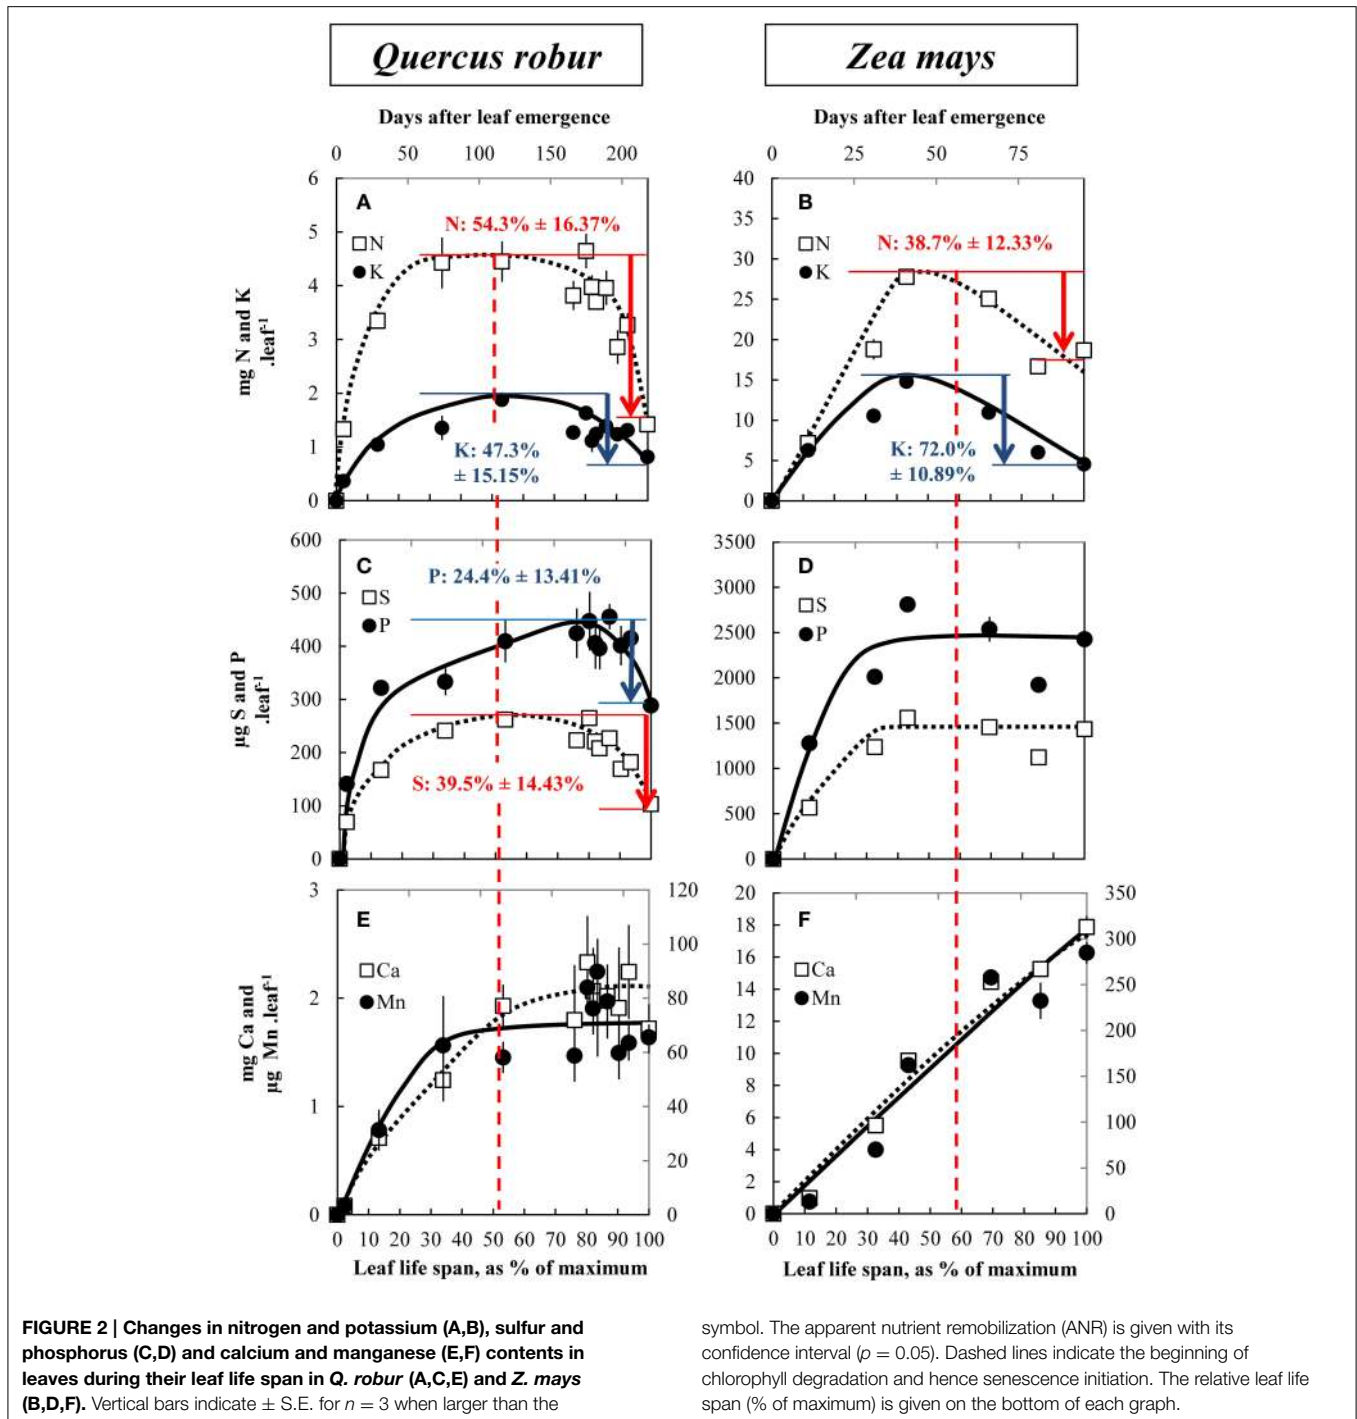 Quercus robur
Zea mays
Days after leaf emergence
0 50 100 150 200
Days after leaf emergence
0 25 50 75
mg N and K
.leaf-1
6
5
4
3
2
1
0
A
N
K
N: 54.3% ± 16.37%
K: 47.3%
± 15.15%
40
35
30
25
20
15
10
5
0
B
N
K
N: 38.7% ± 12.33%
K: 72.0%
± 10.89%
µg S and P
.leaf-1
600
500
400
300
200
100
0
C
S
P
P: 24.4% ± 13.41%
S: 39.5% ± 14.43%
3500
3000
2500
2000
1500
1000
500
0
D
S
P
mg Ca and
µg Mn .leaf-1
3
2
1
0
E
Ca
Mn
120
100
80
60
40
20
0
0 10 20 30 40 50 60 70 80 90 100
Leaf life span, as % of maximum
20
18
16
14
12
10
8
6
4
2
0
F
Ca
Mn
350
300
250
200
150
100
50
0
0 10 20 30 40 50 60 70 80 90 100
Leaf life span, as % of maximum
FIGURE 2 | Changes in nitrogen and potassium (A,B), sulfur and
phosphorus (C,D) and calcium and manganese (E,F) contents in
leaves during their leaf life span in Q. robur (A,C,E) and Z. mays
(B,D,F). Vertical bars indicate ± S.E. for n = 3 when larger than the
symbol. The apparent nutrient remobilization (ANR) is given with its
confidence interval (p = 0.05). Dashed lines indicate the beginning of
chlorophyll degradation and hence senescence initiation. The relative leaf life
span (% of maximum) is given on the bottom of each graph.